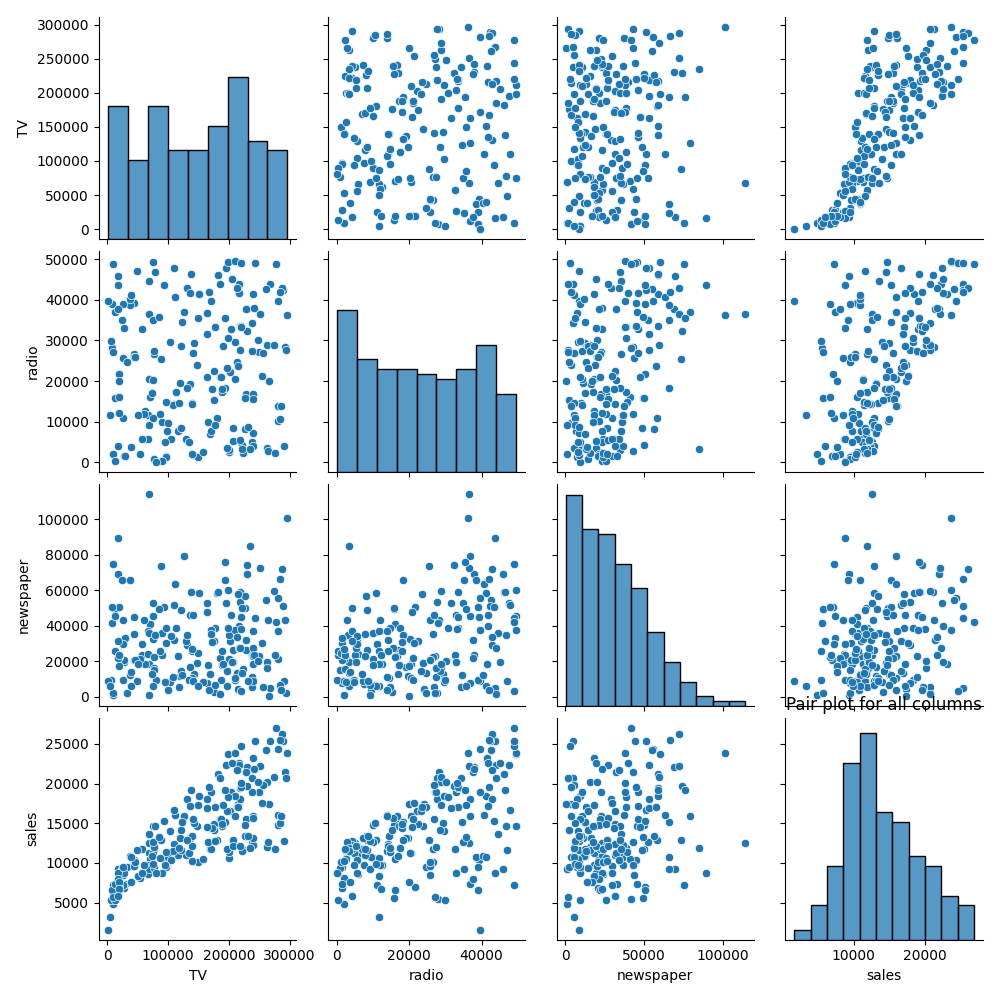 300000
250000
200000
150000
100000
50000
0
TV
50000
40000
30000
20000
10000
0
radio
100000
80000
60000
40000
20000
0
newspaper
Pair plot for all columns
25000
20000
15000
10000
5000
sales
0 100000 200000 300000
0 20000 40000
0 50000 100000
10000 20000
TV radio newspaper sales